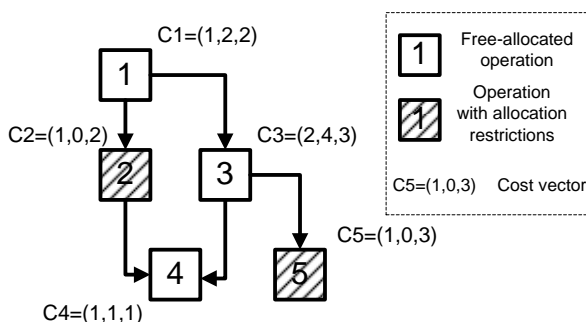 C1=(1,2,2)
1
C2=(1,0,2)
C3=(2,4,3)
2
3
C5=(1,0,3)
4
5
C4=(1,1,1)
1
Free-allocated
operation
1
Operation
with allocation
restrictions
C5=(1,0,3) Cost vector